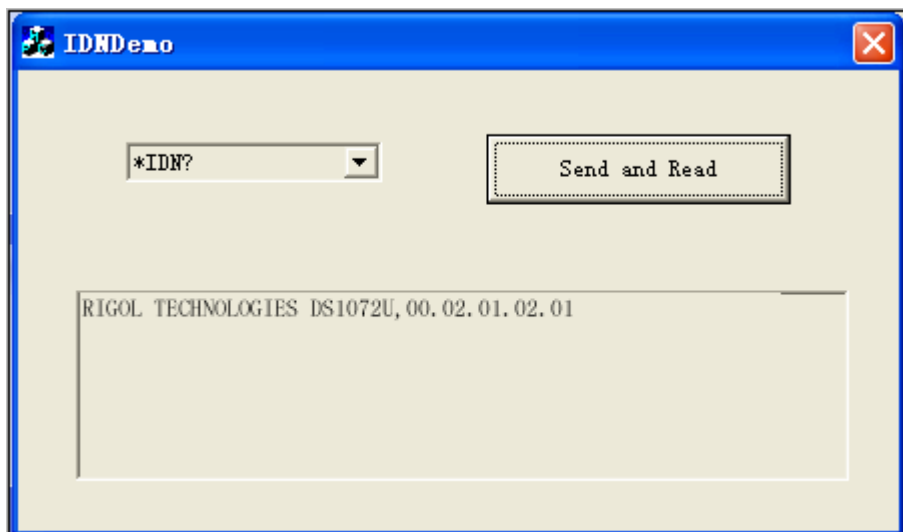 IDNDemo
*IDN?
Send and Read
RIGOL TECHNOLOGIES DS1072U,00.02.01.02.01